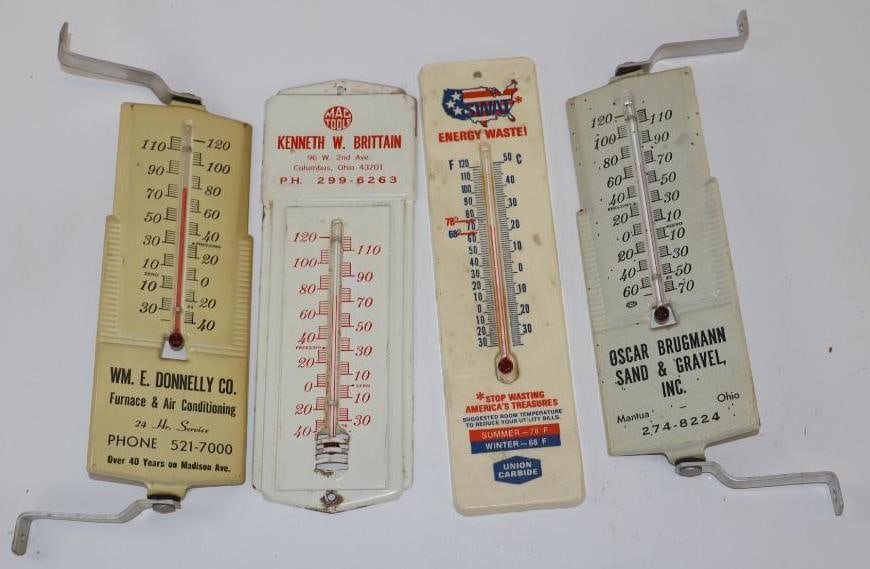 110 120
90 100
70 80
50 60
30 40
FREEZING
10 20
ZERO
10 0
30 20
40
WM. E. DONNELLY CO.
Furnace & Air Conditioning
24 Hr. Service
PHONE 521-7000
Over 40 Years on Madison Ave.
MAC
TOOLS
KENNETH W. BRITTAIN
96 W. 2nd Ave.
Columbus, Ohio 43201
PH. 299-6263
120
110
100
90
80
70
60
50
40
FREEZING
30
20
10
0
ZERO
10
20
30
40
SWAT*
ENERGY WASTE!
F C
120 50
110
100 40
90
80 30
78°
70 20
68°
60
50 10
40
30 0
20
10 10
0
10 20
20
30 30
*STOP WASTING
AMERICA'S TREASURES
SUGGESTED ROOM TEMPERATURE
TO REDUCE YOUR UTILITY BILLS.
SUMMER—78°F
WINTER—68°F
UNION
CARBIDE
120 110
100 90
80 70
60 50
40 30
FREEZING
20 10
0 10
20 30
40 50
60 70
OSCAR BRUGMANN
SAND & GRAVEL,
INC.
Mantua - Ohio
274-8224